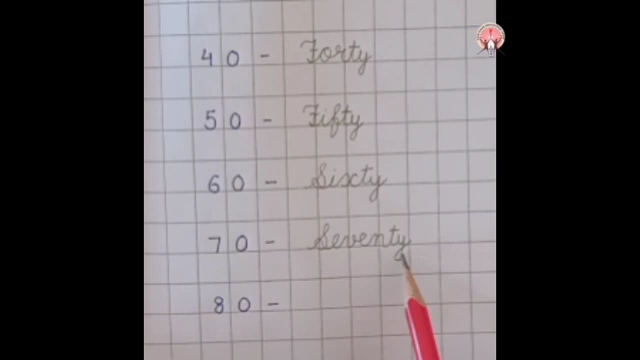 40 - Forty
50 - Fifty
60 - Sixty
70 - Seventy
80 -